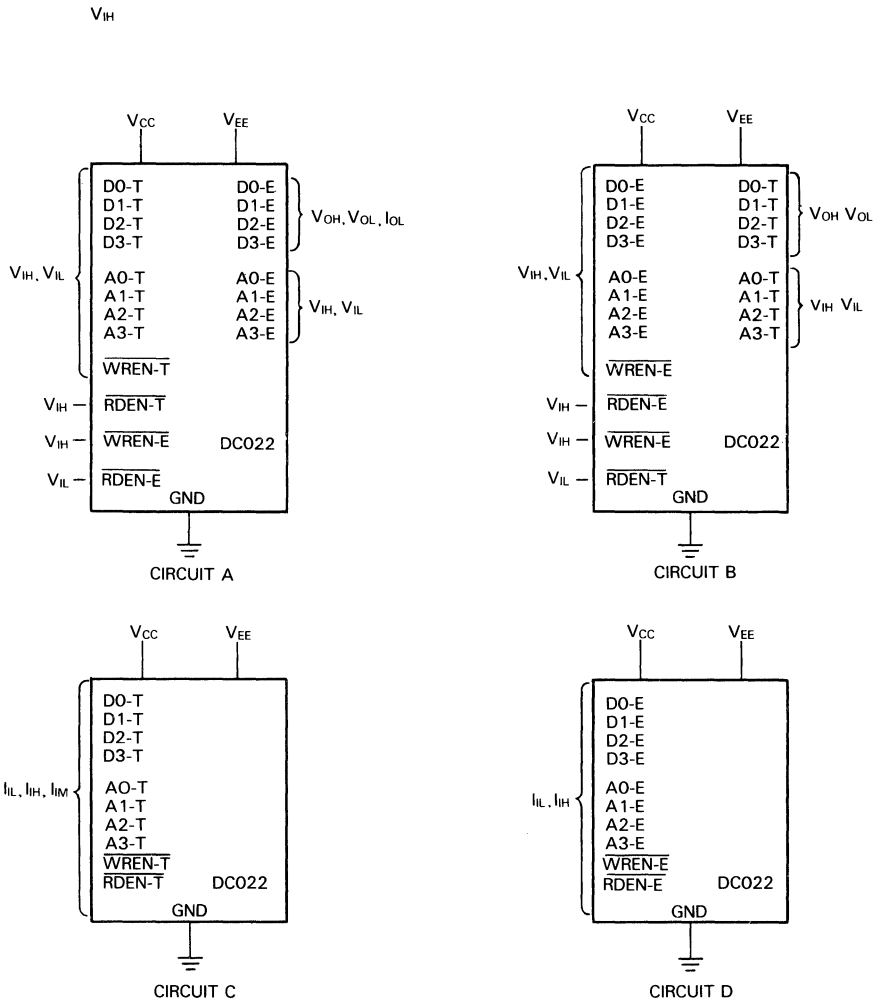 VIH
VCC VEE
D0-T D0-E
D1-T D1-E
D2-T D2-E
D3-T D3-E
VOH, VOL, IOL
VIH, VIL
A0-T A0-E
A1-T A1-E
A2-T A2-E
A3-T A3-E
VIH, VIL
WREN-T
VIH – RDEN-T
VIH – WREN-E DC022
VIL – RDEN-E
GND
CIRCUIT A
VCC VEE
D0-E D0-T
D1-E D1-T
D2-E D2-T
D3-E D3-T
VOH VOL
VIH, VIL
A0-E A0-T
A1-E A1-T
A2-E A2-T
A3-E A3-T
VIH VIL
WREN-E
VIH – RDEN-E
VIH – WREN-E DC022
VIL – RDEN-T
GND
CIRCUIT B
VCC VEE
D0-T
D1-T
D2-T
D3-T
IIL, IIH, IIM
A0-T
A1-T
A2-T
A3-T
WREN-T
RDEN-T DC022
GND
CIRCUIT C
VCC VEE
D0-E
D1-E
D2-E
D3-E
IIL, IIH
A0-E
A1-E
A2-E
A3-E
WREN-E
RDEN-E DC022
GND
CIRCUIT D